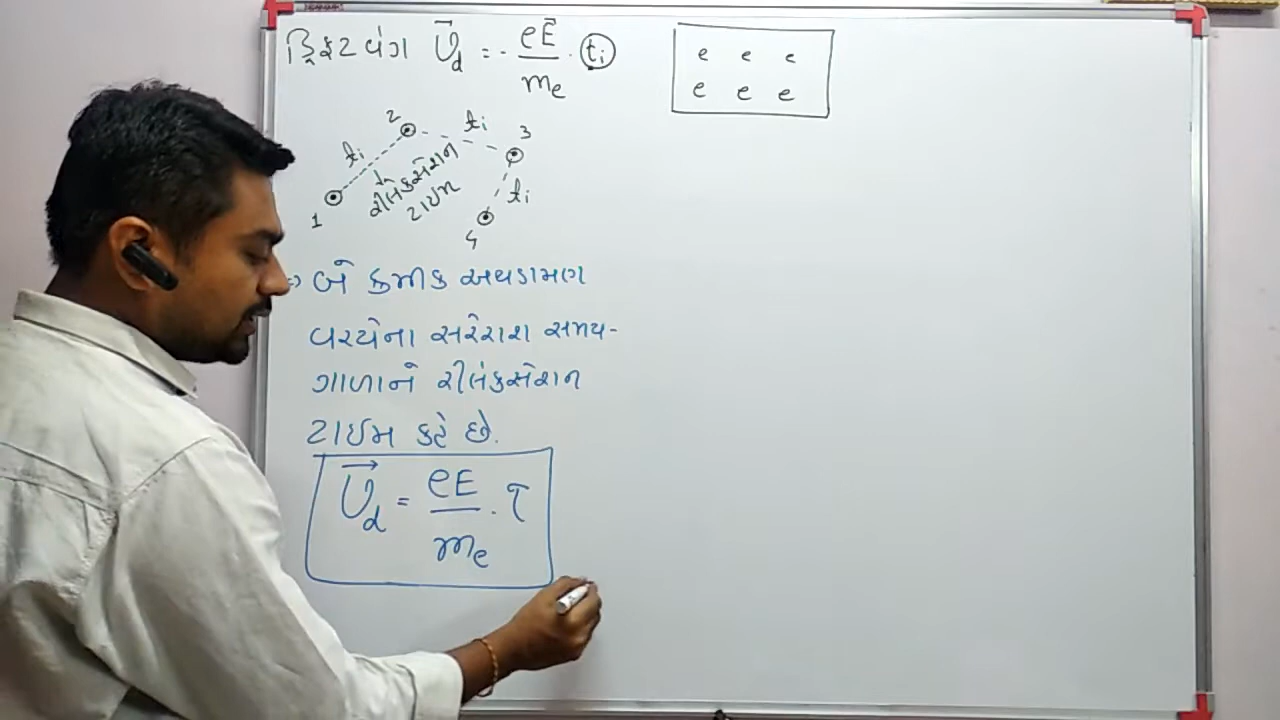 ડ્રિફ્ટ વેગ v⃗d = - eE⃗/me · ti
e e e
e e e
1 ti 2 ti 3 ti 4
રીલેક્સેશન
ટાઇમ
⇒ બે ક્રમીક અથડામણ
વચ્ચેના સરેરાશ સમય-
ગાળાને રીલેક્સેશન
ટાઇમ કહે છે.
v⃗d = eE/me · τ